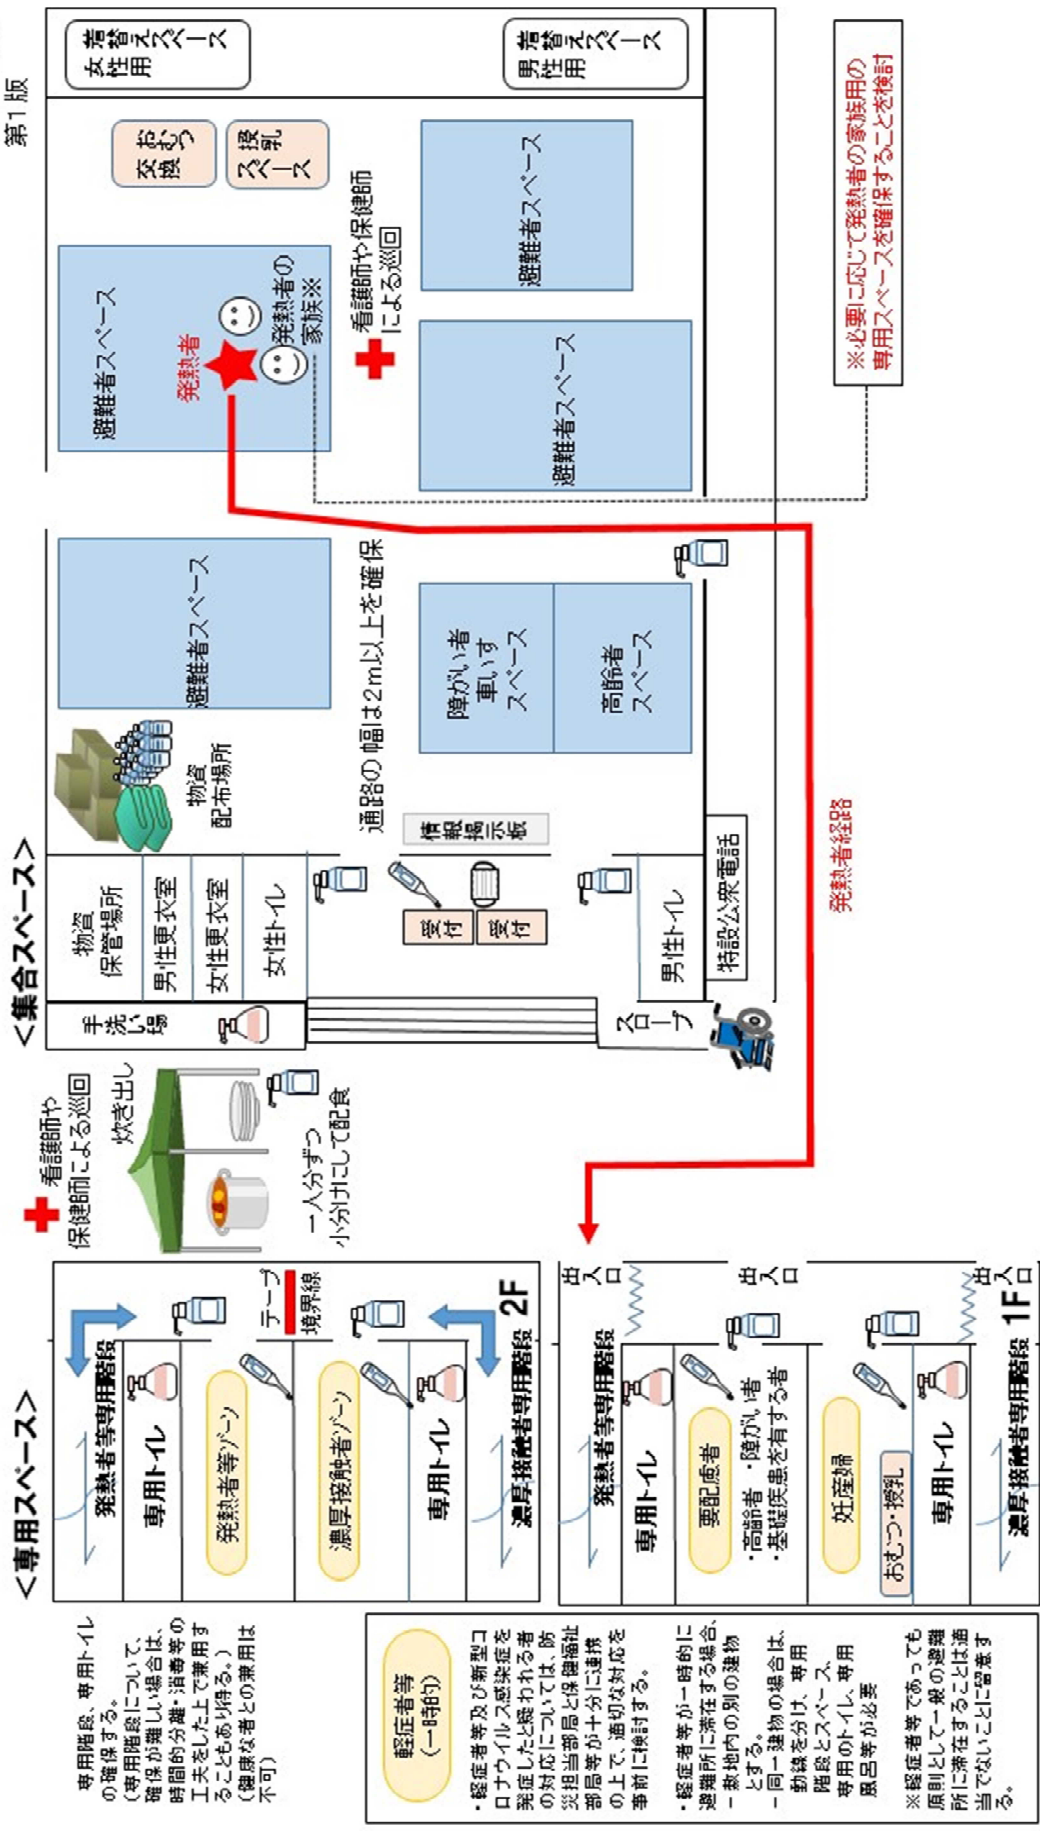 第1版
<専用スペース>
専用階段、専用トイレ
の確保する。
(専用階段について、
確保が難しい場合は、
時間的分離・消毒等の
工夫をした上で兼用す
ることもあり得る。)
(健康な者との兼用は
不可)
発熱者等専用階段
専用トイレ
発熱者等ゾーン
テープ
境界線
濃厚接触者ゾーン
専用トイレ
濃厚接触者専用階段
2F
軽症者等
(一時的)
・軽症者等及び新型コ
ロナウイルス感染症を
発症したと疑われる者
の対応については、防
災担当部局と保健福祉
部局等が十分に連携
の上で、適切な対応を
事前に検討する。
・軽症者等が一時的に
避難所に滞在する場合、
－敷地内の別の建物
とする。
－同一建物の場合は、
動線を分け、専用
階段とスペース、
専用のトイレ、専用
風呂等が必要
※軽症者等であっても
原則として一般の避難
所に滞在することは適
当でないことに留意す
る。
出入口
発熱者等専用階段
専用トイレ
要配慮者
・高齢者 ・障がい者
・基礎疾患を有する者
出入口
妊産婦
おむつ・授乳
専用トイレ
濃厚接触者専用階段
出入口
1F
<集合スペース>
看護師や
保健師による巡回
炊き出し
一人分ずつ
小分けにして配食
手洗い場
スロープ
物資
保管場所
男性更衣室
女性更衣室
女性トイレ
受付
受付
男性トイレ
特設公衆電話
物資
配布場所
情報
掲示板
通路の幅は2m以上を確保
避難者スペース
障がい者
車いす
スペース
高齢者
スペース
避難者スペース
発熱者
発熱者の
家族※
看護師や保健師
による巡回
避難者スペース
避難者スペース
おむつ
交換
授乳
スペース
着替えスペース
女性用
着替えスペース
男性用
発熱者経路
※必要に応じて発熱者の家族用の
専用スペースを確保することを検討